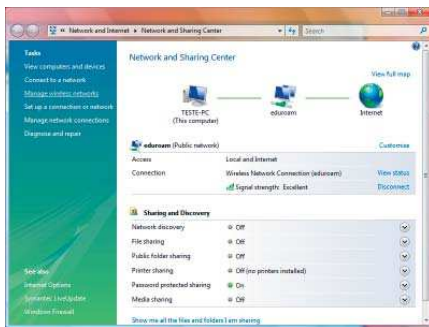 Network and Internet ▸ Network and Sharing Center
Search
Tasks
View computers and devices
Connect to a network
Manage wireless networks
Set up a connection or network
Manage network connections
Diagnose and repair
See also
Internet Options
Symantec LiveUpdate
Windows Firewall
Network and Sharing Center
View full map
TESTE-PC
(This computer)
eduroam
Internet
eduroam (Public network)
Customise
Access Local and Internet
Connection Wireless Network Connection (eduroam) View status
Signal strength: Excellent Disconnect
Sharing and Discovery
Network discovery Off
File sharing Off
Public folder sharing Off
Printer sharing Off (no printers installed)
Password protected sharing On
Media sharing Off
Show me all the files and folders I am sharing